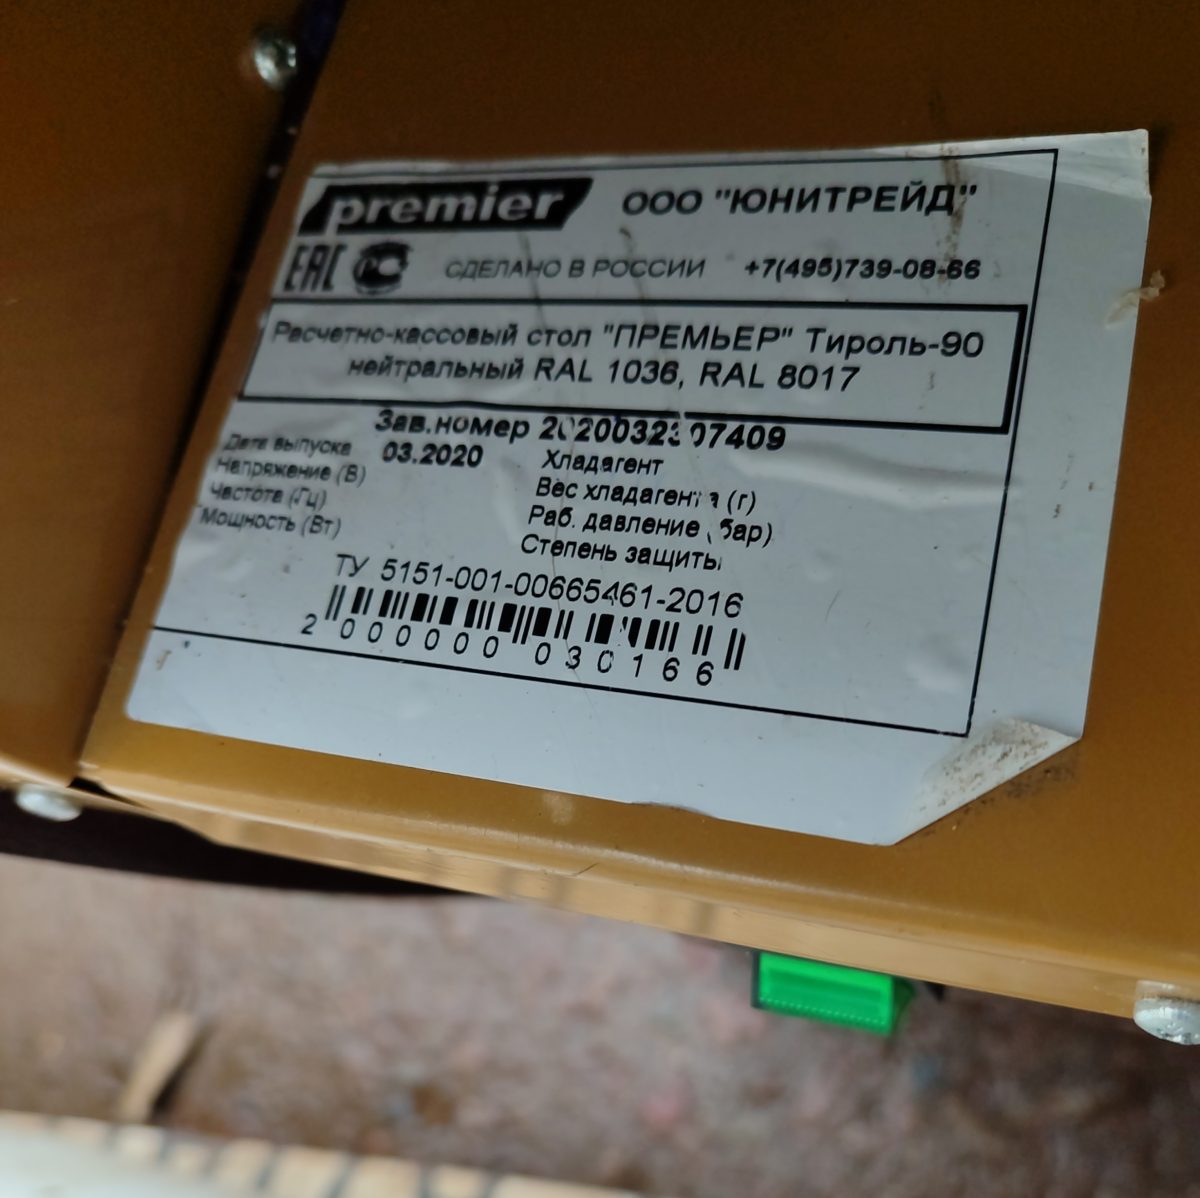 premier ООО "ЮНИТРЕЙД"
ЕАС РС СДЕЛАНО В РОССИИ +7(495)739-08-66
Расчетно-кассовый стол "ПРЕМЬЕР" Тироль-90
нейтральный RAL 1036, RAL 8017
Зав.номер
Дата выпуска 03.2020 Хладагент
Напряжение (В) Вес хладагента (г)
Частота (Гц) Раб. давление (бар)
Мощность (Вт) Степень защиты
ТУ 5151-001-00665461-2016
2 000000 030166